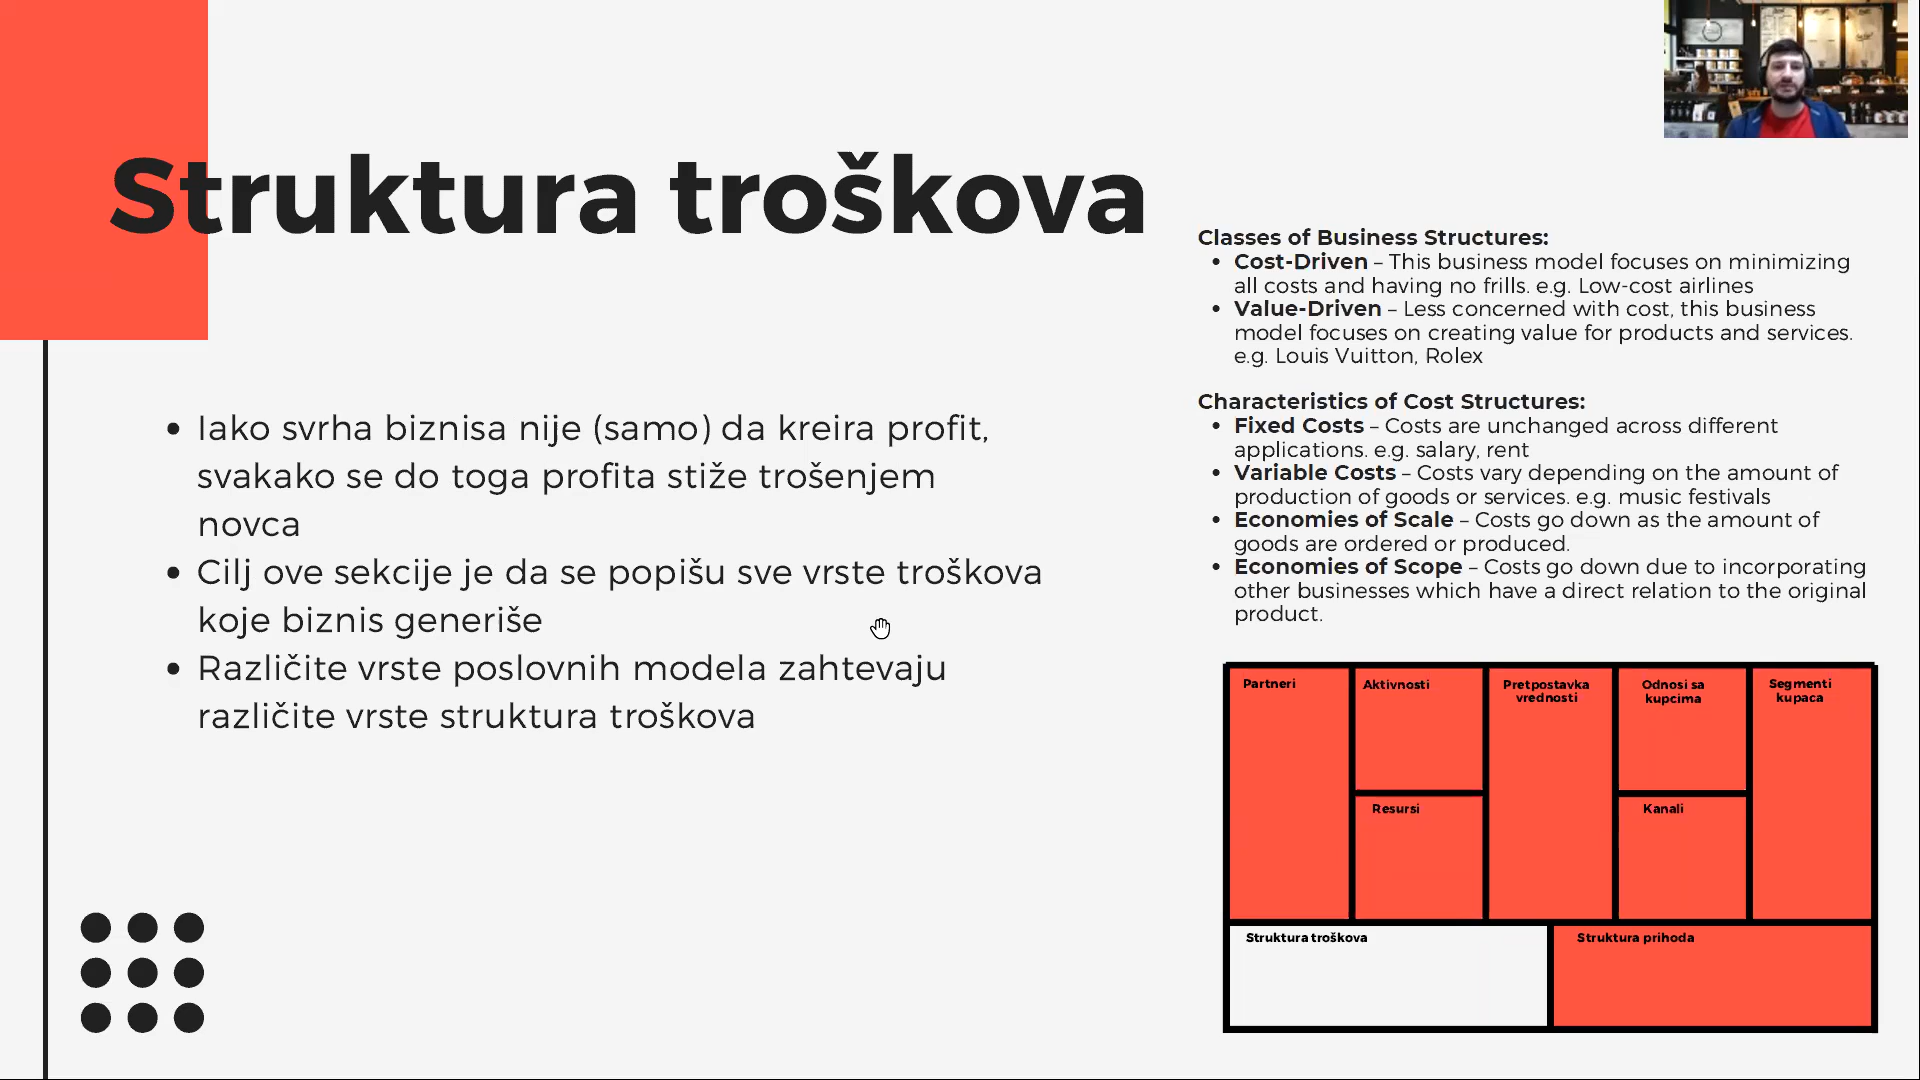 Struktura troškova
Iako svrha biznisa nije (samo) da kreira profit,
svakako se do toga profita stiže trošenjem
novca
Cilj ove sekcije je da se popišu sve vrste troškova
koje biznis generiše
Različite vrste poslovnih modela zahtevaju
različite vrste struktura troškova
Classes of Business Structures:
Cost-Driven – This business model focuses on minimizing
all costs and having no frills. e.g. Low-cost airlines
Value-Driven – Less concerned with cost, this business
model focuses on creating value for products and services.
e.g. Louis Vuitton, Rolex
Characteristics of Cost Structures:
Fixed Costs – Costs are unchanged across different
applications. e.g. salary, rent
Variable Costs – Costs vary depending on the amount of
production of goods or services. e.g. music festivals
Economies of Scale – Costs go down as the amount of
goods are ordered or produced.
Economies of Scope – Costs go down due to incorporating
other businesses which have a direct relation to the original
product.
Partneri
Aktivnosti
Resursi
Pretpostavka
vrednosti
Odnosi sa
kupcima
Kanali
Segmenti
kupaca
Struktura troškova
Struktura prihoda